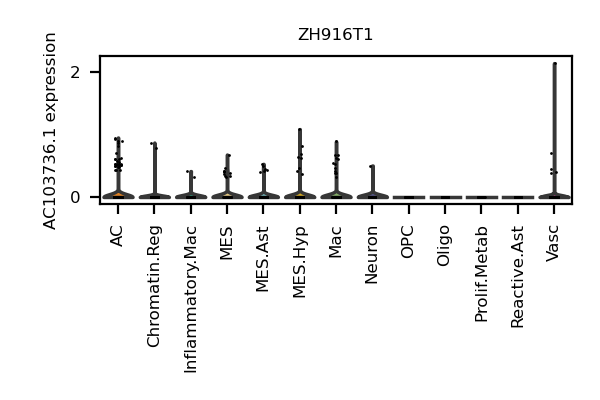 ZH916T1
AC103736.1 expression
2
0
AC
Chromatin.Reg
Inflammatory.Mac
MES
MES.Ast
MES.Hyp
Mac
Neuron
OPC
Oligo
Prolif.Metab
Reactive.Ast
Vasc